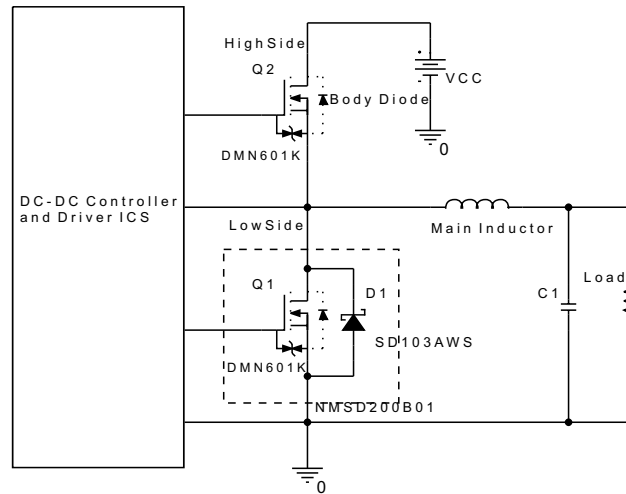 HighSide
Q2
VCC
Body Diode
0
DMN601K
DC-DC Controller
and Driver ICS
LowSide
Main Inductor
Q1
D1
C1
Load
SD103AWS
DMN601K
NMSD200B01
0